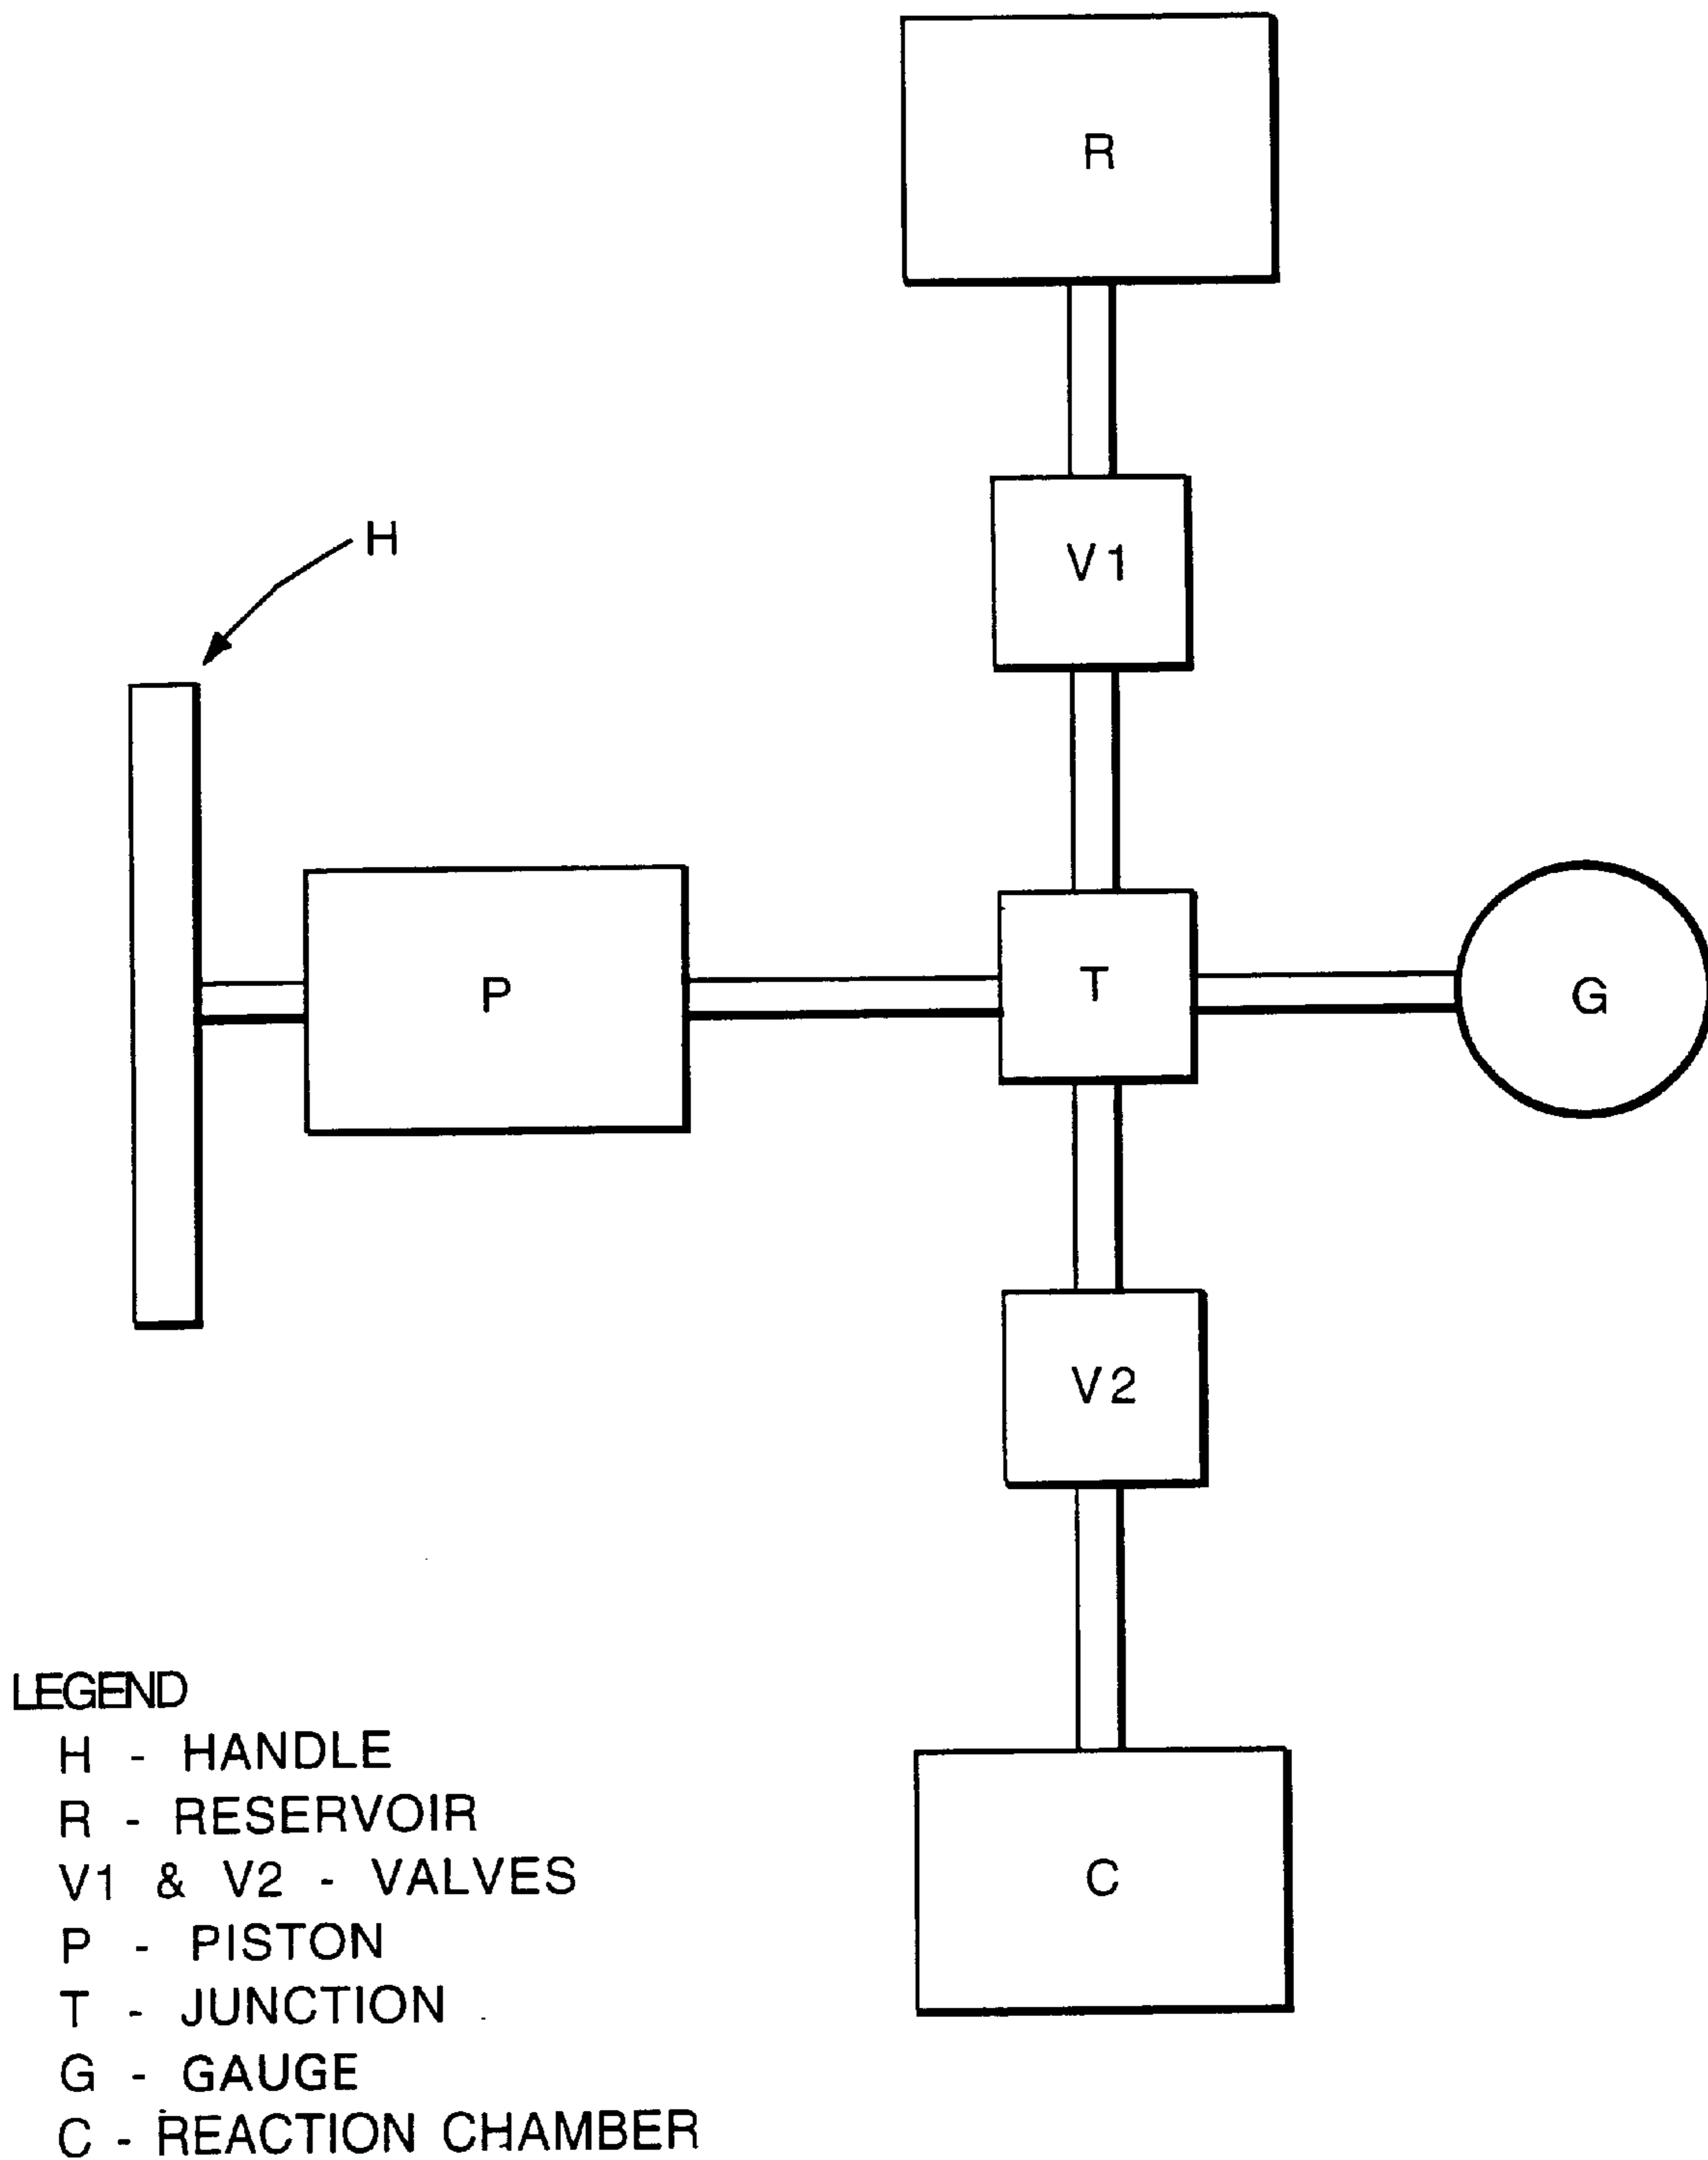 R
H
V1
P
T
G
V2
C
LEGEND
H - HANDLE
R - RESERVOIR
V1 & V2 - VALVES
P - PISTON
T - JUNCTION
G - GAUGE
C - REACTION CHAMBER